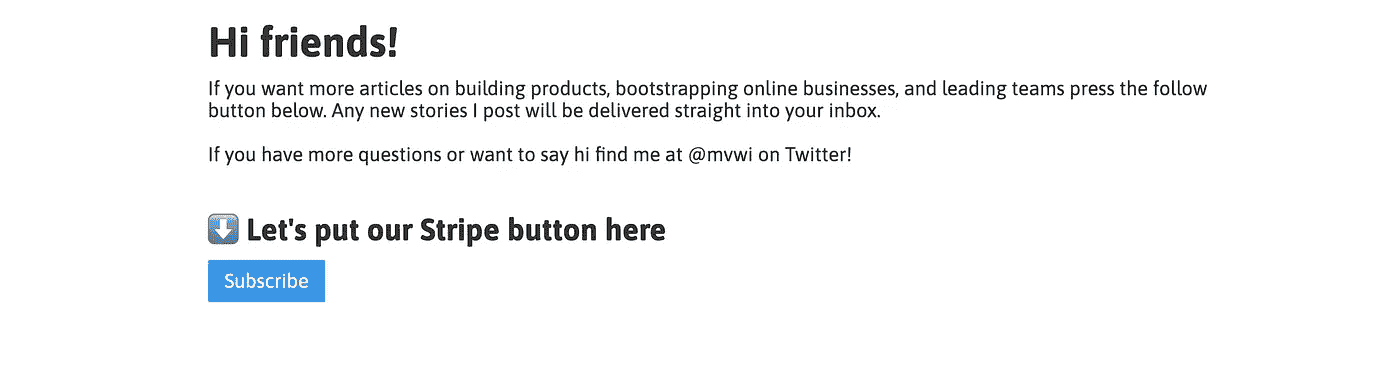 Hi friends!
If you want more articles on building products, bootstrapping online businesses, and leading teams press the follow
button below. Any new stories I post will be delivered straight into your inbox.
If you have more questions or want to say hi find me at @mvwi on Twitter!
⬇️ Let's put our Stripe button here
Subscribe